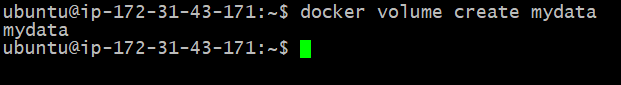 ubuntu@ip-172-31-43-171:~$ docker volume create mydata
mydata
ubuntu@ip-172-31-43-171:~$